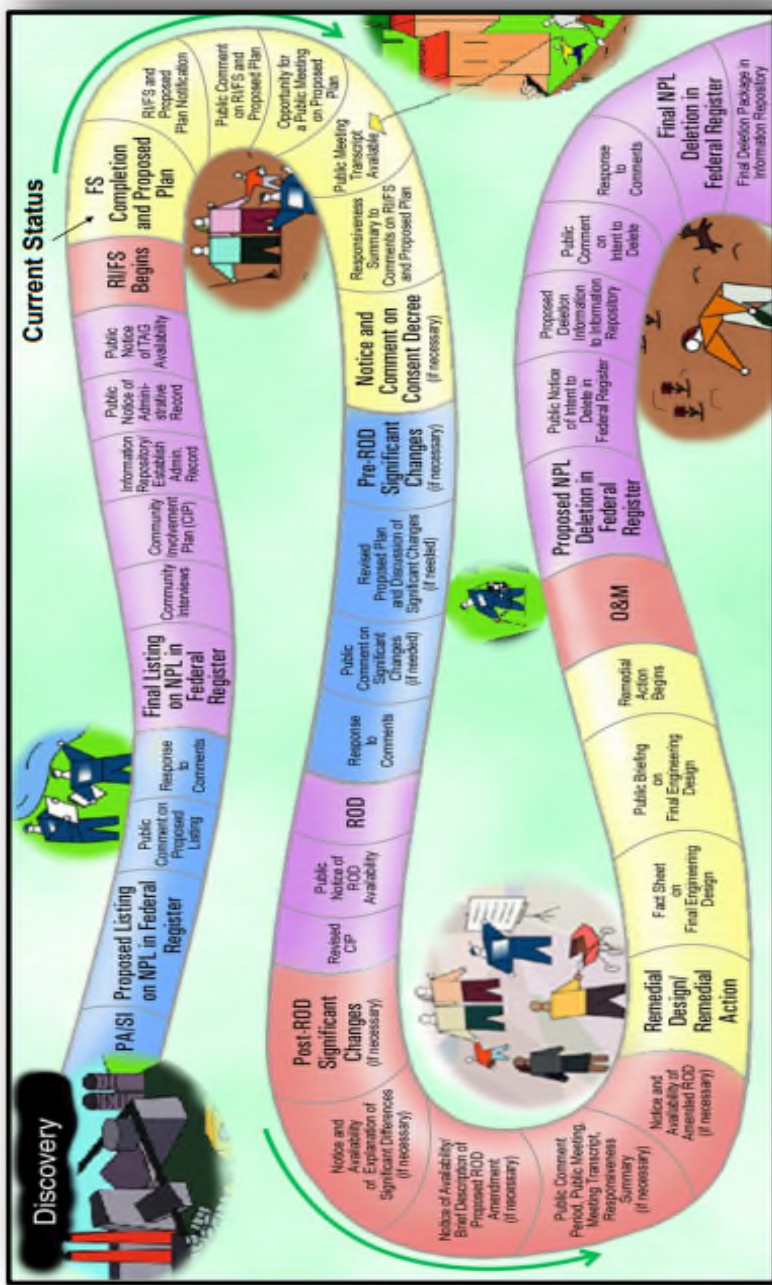 Discovery
PA/SI
Proposed Listing
on NPL in Federal
Register
Public
Comment on
Proposed
Listing
Response
to
Comments
Final Listing
on NPL in
Federal
Register
Community
Interviews
Community
Involvement
Plan (CIP)
Information
Repository/
Establish
Admin.
Record
Public
Notice of
Admini-
strative
Record
Public
Notice
of TAG
Availability
RI/FS
Begins
Current Status
FS
Completion
and Proposed
Plan
RI/FS and
Proposed
Plan Notification
Public Comment
on RI/FS and
Proposed Plan
Opportunity for
a Public Meeting
on Proposed
Plan
Public Meeting
Transcript
Available
Responsiveness
Summary to
Comments on RI/FS
and Proposed Plan
Notice and
Comment on
Consent Decree
(if necessary)
Pre-ROD
Significant
Changes
(if necessary)
Revised
Proposed Plan
and Discussion of
Significant Changes
(if needed)
Public
Comment on
Significant
Changes
(if needed)
Response
to
Comments
ROD
Public
Notice of
ROD
Availability
Revised
CIP
Post-ROD
Significant
Changes
(if necessary)
Notice and
Availability
of Explanation of
Significant Differences
(if necessary)
Notice of Availability/
Brief Description of
Proposed ROD
Amendment
(if necessary)
Public Comment
Period, Public Meeting,
Meeting Transcript,
Responsiveness
Summary
(if necessary)
Notice and
Availability of
Amended ROD
(if necessary)
Remedial
Design/
Remedial
Action
Fact Sheet
on
Final Engineering
Design
Public Briefing
on
Final Engineering
Design
Remedial
Action
Begins
O&M
Proposed NPL
Deletion in
Federal
Register
Public Notice
of Intent to
Delete in
Federal Register
Proposed
Deletion
Information
to Information
Repository
Public
Comment
on
Intent to
Delete
Response
to
Comments
Final NPL
Deletion in
Federal Register
Final Deletion Package in
Information Repository